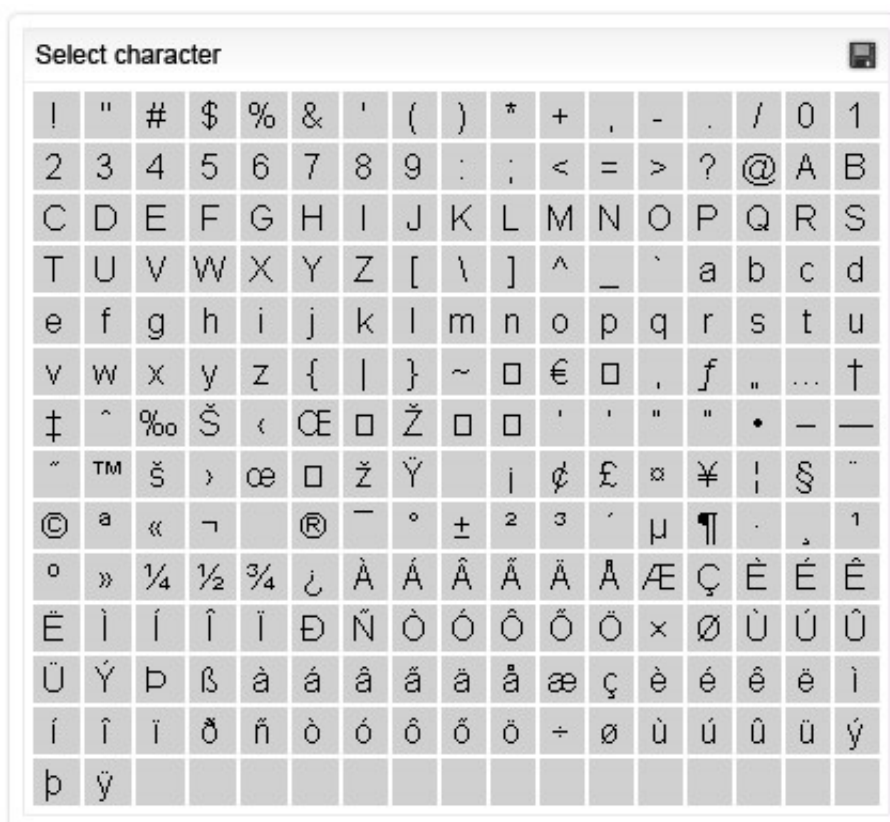 Select character
! " # $ % & ' ( ) * + , - . / 0 1
2 3 4 5 6 7 8 9 : ; < = > ? @ A B
C D E F G H I J K L M N O P Q R S
T U V W X Y Z [ \ ] ^ _ ` a b c d
e f g h i j k l m n o p q r s t u
v w x y z { | } ~ □ € □ ‚ ƒ „ … †
‡ ˆ ‰ Š ‹ Œ □ Ž □ □ ‘ ’ “ ” • – —
˜ ™ š › œ □ ž Ÿ ¡ ¢ £ ¤ ¥ ¦ § ¨
© ª « ¬ ® ¯ ° ± ² ³ ´ µ ¶ · ¸ ¹
º » ¼ ½ ¾ ¿ À Á Â Ã Ä Å Æ Ç È É Ê
Ë Ì Í Î Ï Ð Ñ Ò Ó Ô Õ Ö × Ø Ù Ú Û
Ü Ý Þ ß à á â ã ä å æ ç è é ê ë ì
í î ï ð ñ ò ó ô õ ö ÷ ø ù ú û ü ý
þ ÿ